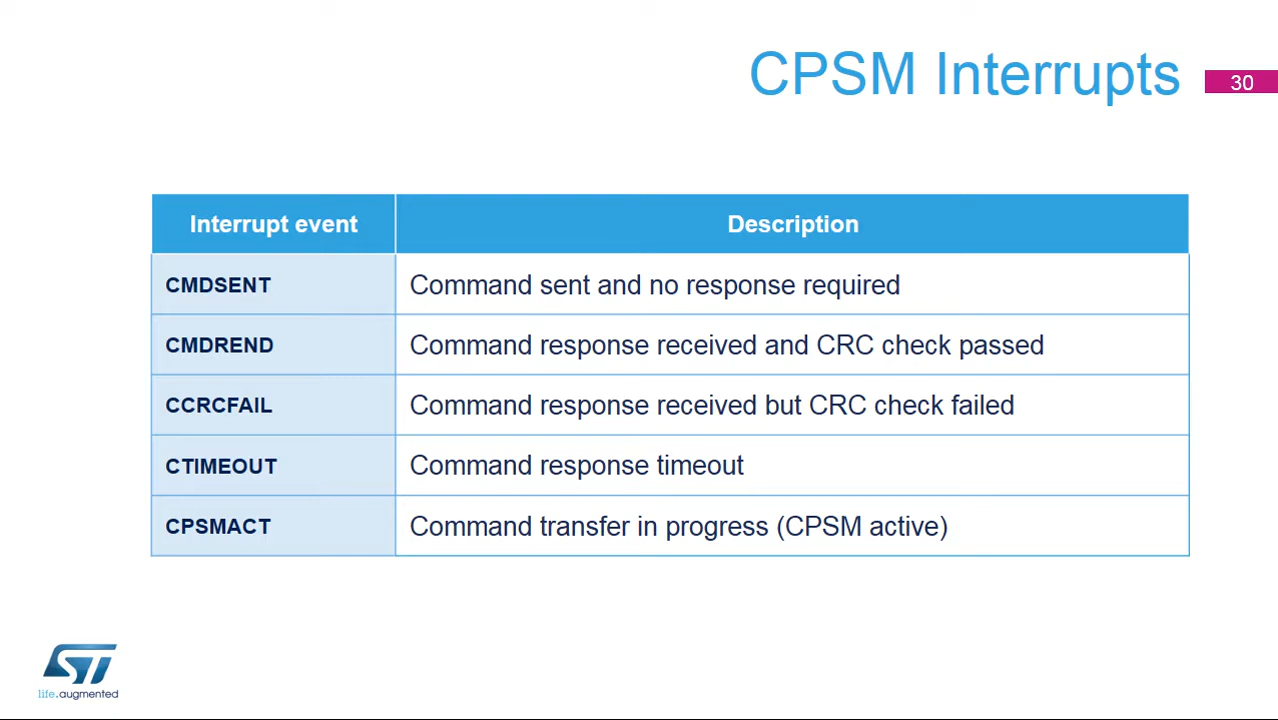 CPSM Interrupts
30
Interrupt event Description
CMDSENT Command sent and no response required
CMDREND Command response received and CRC check passed
CCRCFAIL Command response received but CRC check failed
CTIMEOUT Command response timeout
CPSMACT Command transfer in progress (CPSM active)
ST
life.augmented